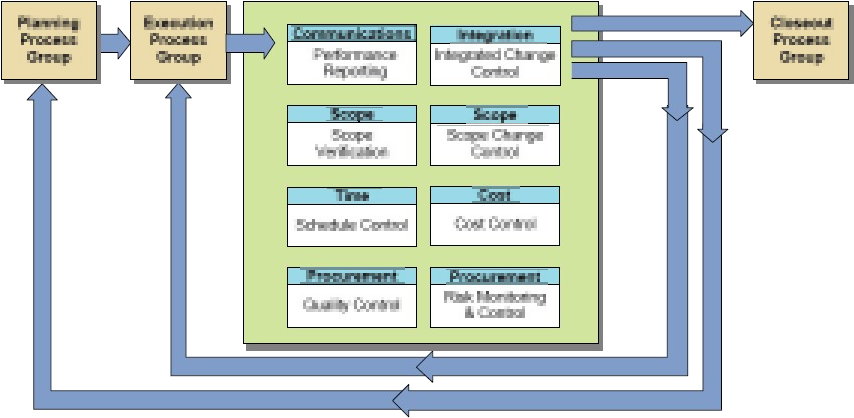 Planning
Process
Group
Execution
Process
Group
Communications
Performance
Reporting
Integration
Integrated Change
Control
Scope
Scope
Verification
Scope
Scope Change
Control
Time
Schedule Control
Cost
Cost Control
Procurement
Quality Control
Procurement
Risk Monitoring
& Control
Closeout
Process
Group